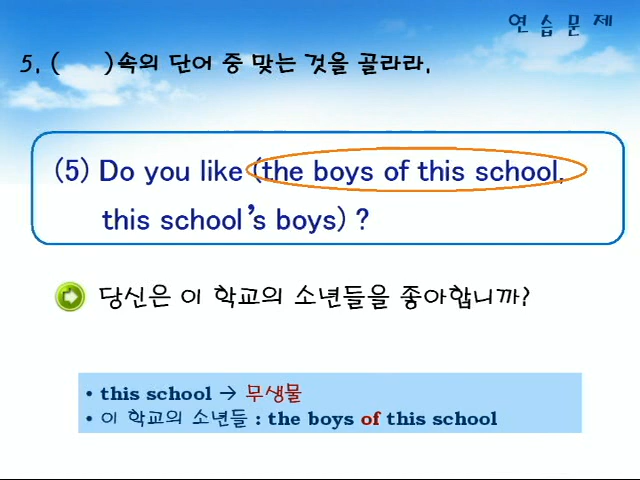 연 습 문 제
5. (      )속의 단어 중 맞는 것을 골라라.
(5) Do you like (the boys of this school,
this school's boys) ?
당신은 이 학교의 소년들을 좋아합니까?
• this school → 무생물
• 이 학교의 소년들 : the boys of this school